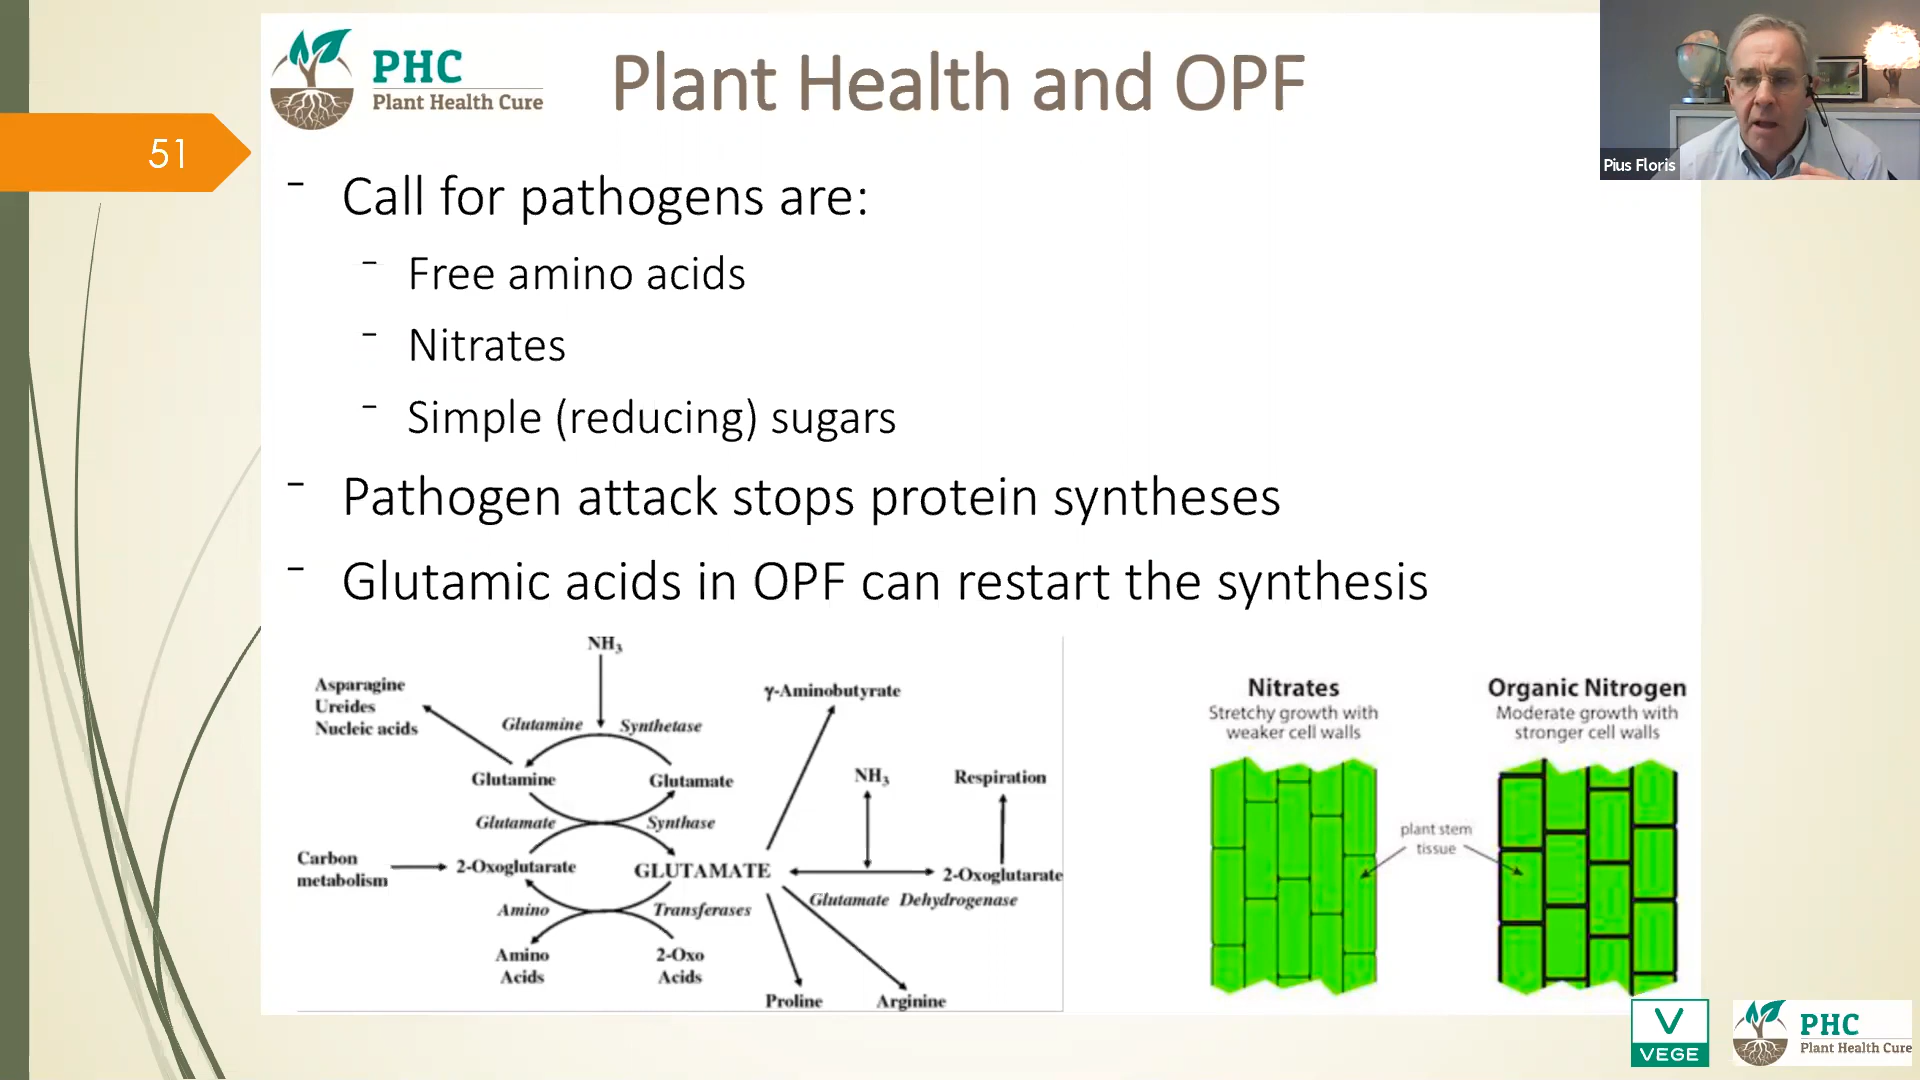 PHC
Plant Health Cure
Plant Health and OPF
Pius Floris
51
- Call for pathogens are:
- Free amino acids
- Nitrates
- Simple (reducing) sugars
- Pathogen attack stops protein syntheses
- Glutamic acids in OPF can restart the synthesis
NH3
Asparagine
Ureides
Nucleic acids
Glutamine Synthetase
γ-Aminobutyrate
Glutamine
Glutamate
NH3
Respiration
Glutamate Synthase
Carbon
metabolism
2-Oxoglutarate
GLUTAMATE
2-Oxoglutarate
Glutamate Dehydrogenase
Amino Transferases
Amino
Acids
2-Oxo
Acids
Proline
Arginine
Nitrates
Stretchy growth with
weaker cell walls
Organic Nitrogen
Moderate growth with
stronger cell walls
plant stem
tissue
V
VEGE
PHC
Plant Health Cure